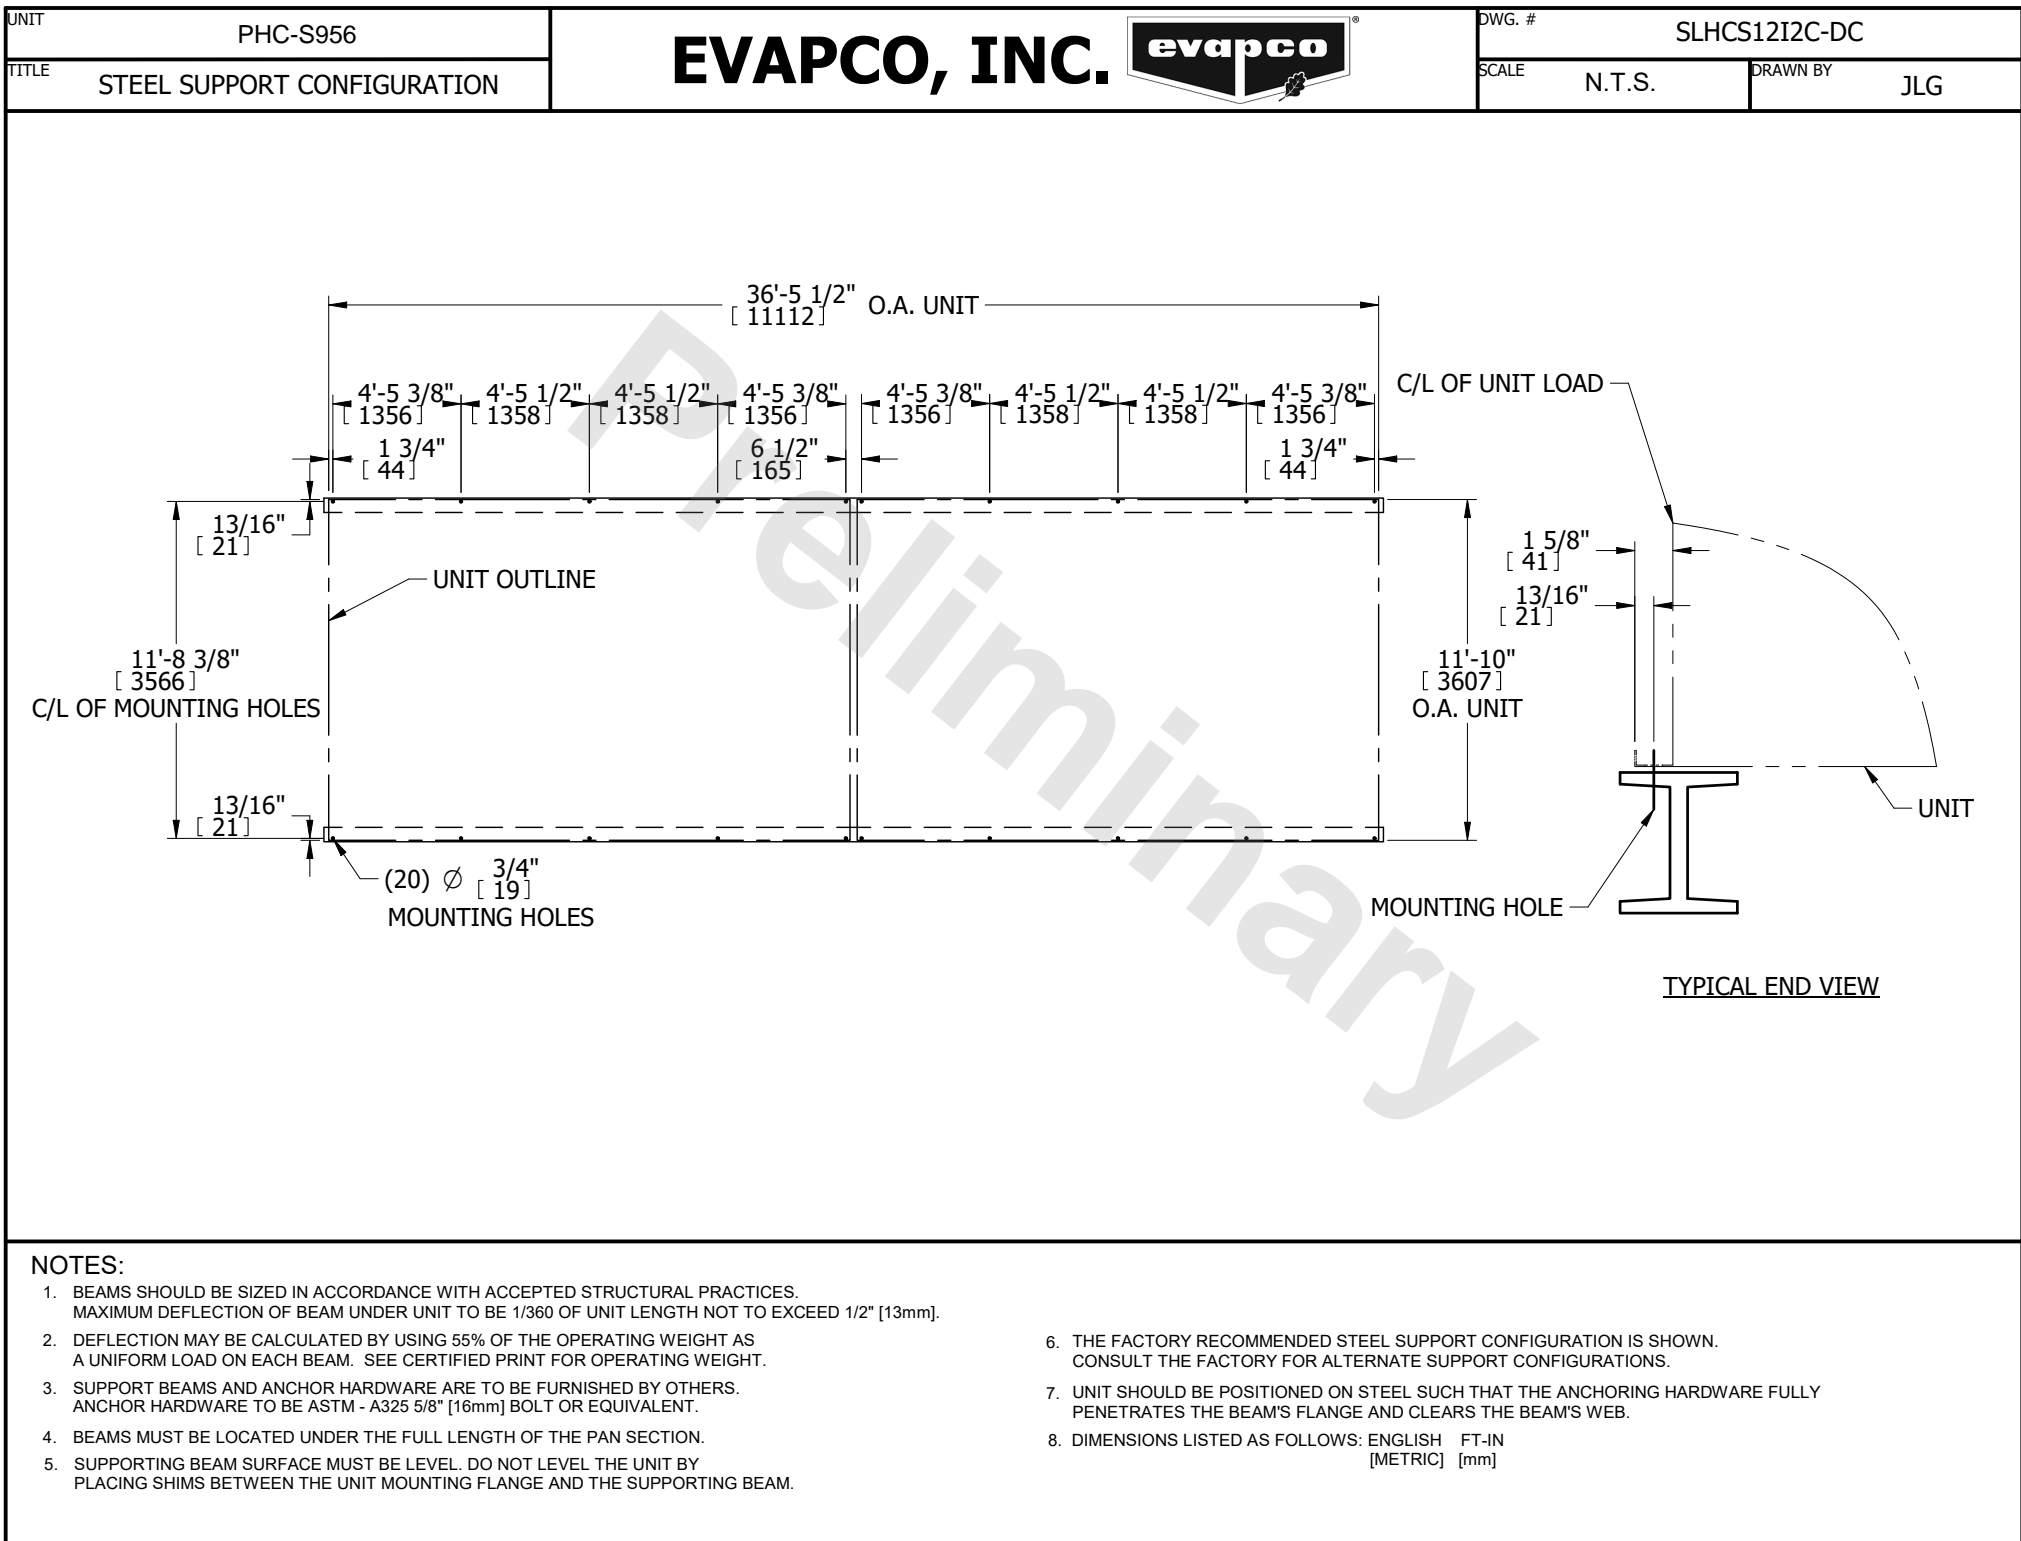 UNIT
PHC-S956
TITLE
STEEL SUPPORT CONFIGURATION
EVAPCO, INC.
evapco
®
DWG. #
SLHCS12I2C-DC
SCALE
N.T.S.
DRAWN BY
JLG
36'-5 1/2" O.A. UNIT
[ 11112 ]
4'-5 3/8" 4'-5 1/2" 4'-5 1/2" 4'-5 3/8" 4'-5 3/8" 4'-5 1/2" 4'-5 1/2" 4'-5 3/8"
[ 1356 ] [ 1358 ] [ 1358 ] [ 1356 ] [ 1356 ] [ 1358 ] [ 1358 ] [ 1356 ]
1 3/4" 6 1/2" 1 3/4"
[ 44 ] [ 165 ] [ 44 ]
C/L OF UNIT LOAD
13/16"
[ 21 ]
UNIT OUTLINE
11'-8 3/8"
[ 3566 ]
C/L OF MOUNTING HOLES
13/16"
[ 21 ]
(20) Ø 3/4"
[ 19 ]
MOUNTING HOLES
11'-10"
[ 3607 ]
O.A. UNIT
1 5/8"
[ 41 ]
13/16"
[ 21 ]
UNIT
MOUNTING HOLE
TYPICAL END VIEW
Preliminary
NOTES:
1. BEAMS SHOULD BE SIZED IN ACCORDANCE WITH ACCEPTED STRUCTURAL PRACTICES.
MAXIMUM DEFLECTION OF BEAM UNDER UNIT TO BE 1/360 OF UNIT LENGTH NOT TO EXCEED 1/2" [13mm].
2. DEFLECTION MAY BE CALCULATED BY USING 55% OF THE OPERATING WEIGHT AS
A UNIFORM LOAD ON EACH BEAM. SEE CERTIFIED PRINT FOR OPERATING WEIGHT.
3. SUPPORT BEAMS AND ANCHOR HARDWARE ARE TO BE FURNISHED BY OTHERS.
ANCHOR HARDWARE TO BE ASTM - A325 5/8" [16mm] BOLT OR EQUIVALENT.
4. BEAMS MUST BE LOCATED UNDER THE FULL LENGTH OF THE PAN SECTION.
5. SUPPORTING BEAM SURFACE MUST BE LEVEL. DO NOT LEVEL THE UNIT BY
PLACING SHIMS BETWEEN THE UNIT MOUNTING FLANGE AND THE SUPPORTING BEAM.
6. THE FACTORY RECOMMENDED STEEL SUPPORT CONFIGURATION IS SHOWN.
CONSULT THE FACTORY FOR ALTERNATE SUPPORT CONFIGURATIONS.
7. UNIT SHOULD BE POSITIONED ON STEEL SUCH THAT THE ANCHORING HARDWARE FULLY
PENETRATES THE BEAM'S FLANGE AND CLEARS THE BEAM'S WEB.
8. DIMENSIONS LISTED AS FOLLOWS: ENGLISH FT-IN
[METRIC] [mm]